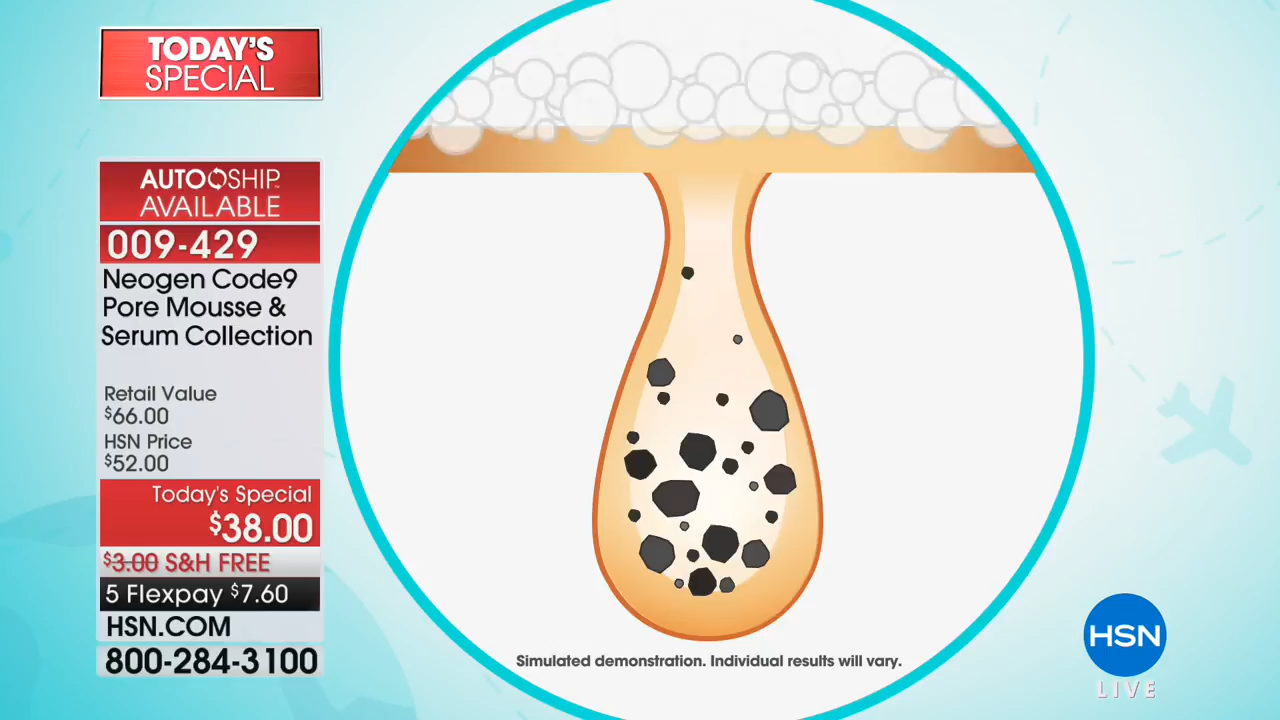 TODAY'S
SPECIAL
AUTO SHIP™
AVAILABLE
009-429
Neogen Code9
Pore Mousse &
Serum Collection
Retail Value
$66.00
HSN Price
$52.00
Today's Special
$38.00
$3.00 S&H FREE
5 Flexpay $7.60
HSN.COM
800-284-3100
Simulated demonstration. Individual results will vary.
HSN
LIVE